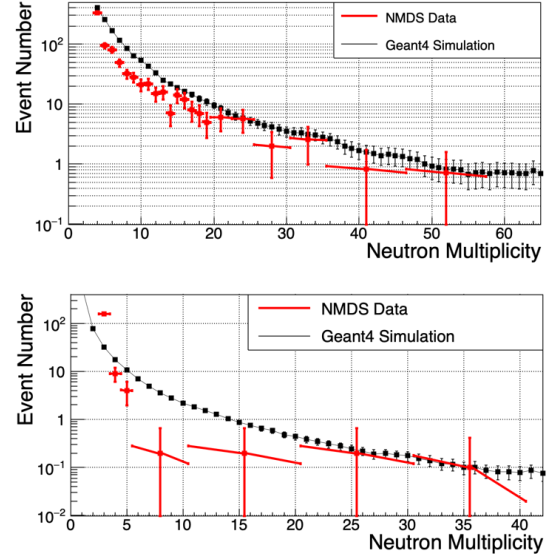 Event Number
10²
10
1
10⁻¹
NMDS Data
Geant4 Simulation
0 10 20 30 40 50 60
Neutron Multiplicity
Event Number
10²
10
1
10⁻¹
10⁻²
NMDS Data
Geant4 Simulation
0 5 10 15 20 25 30 35 40
Neutron Multiplicity